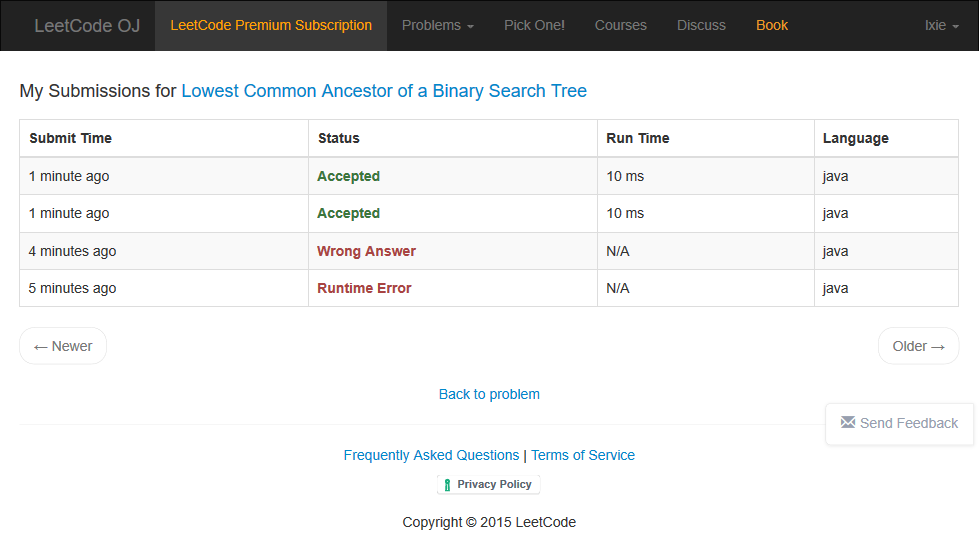 LeetCode OJ LeetCode Premium Subscription Problems Pick One! Courses Discuss Book lxie
My Submissions for Lowest Common Ancestor of a Binary Search Tree
Submit Time Status Run Time Language
1 minute ago Accepted 10 ms java
1 minute ago Accepted 10 ms java
4 minutes ago Wrong Answer N/A java
5 minutes ago Runtime Error N/A java
← Newer Older →
Back to problem
Send Feedback
Frequently Asked Questions | Terms of Service
Privacy Policy
Copyright © 2015 LeetCode